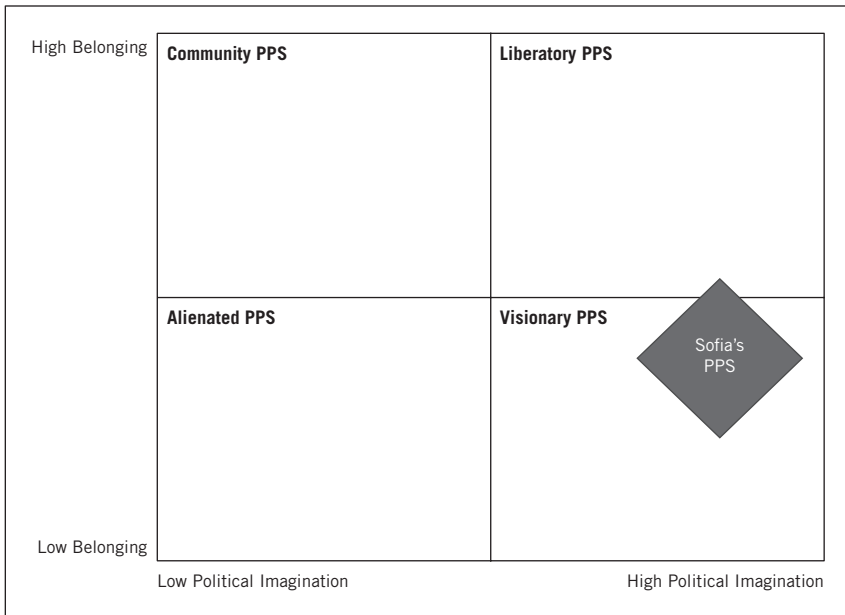 High Belonging
Community PPS
Liberatory PPS
Alienated PPS
Visionary PPS
Sofia’s
PPS
Low Belonging
Low Political Imagination
High Political Imagination